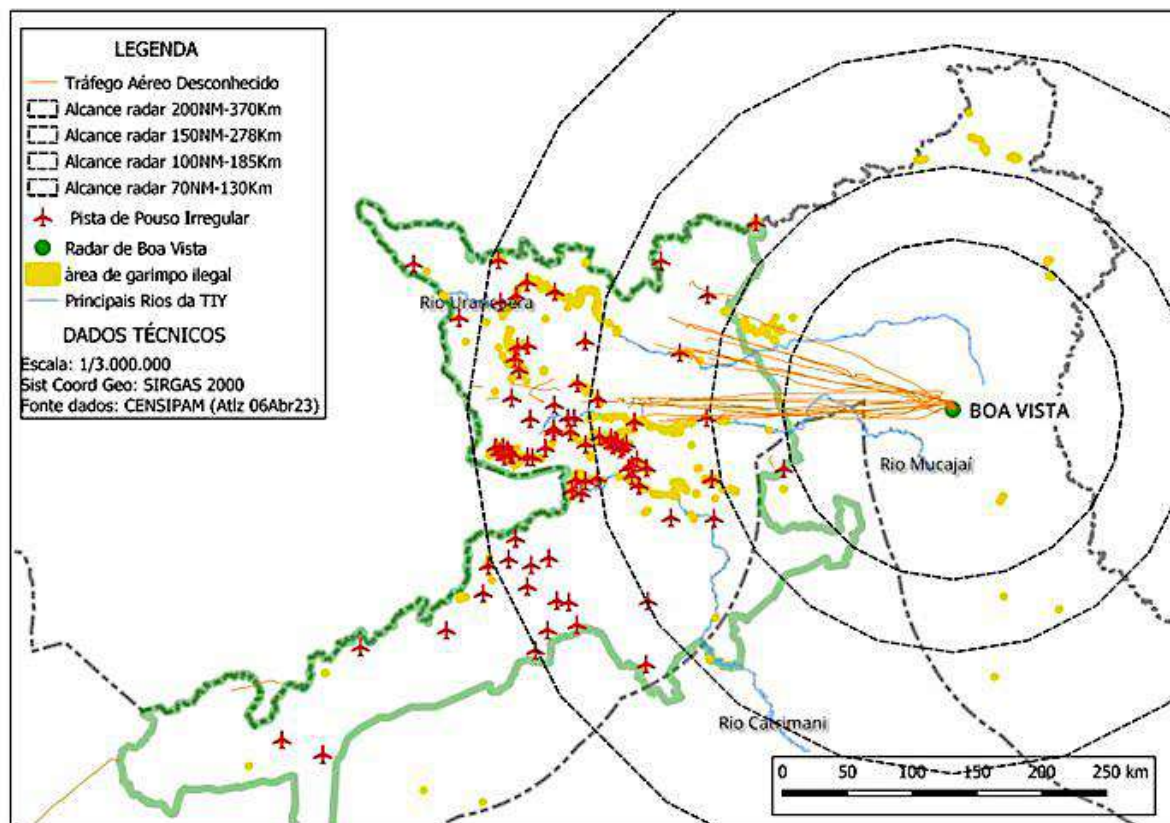 LEGENDA
Tráfego Aéreo Desconhecido
Alcance radar 200NM-370Km
Alcance radar 150NM-278Km
Alcance radar 100NM-185Km
Alcance radar 70NM-130Km
Pista de Pouso Irregular
Radar de Boa Vista
área de garimpo ilegal
Principais Rios da TIY
DADOS TÉCNICOS
Escala: 1/3.000.000
Sist Coord Geo: SIRGAS 2000
Fonte dados: CENSIPAM (Atlz 06Abr23)
Rio Uraricoera
BOA VISTA
Rio Mucajaí
Rio Catrimani
0 50 100 150 200 250 km